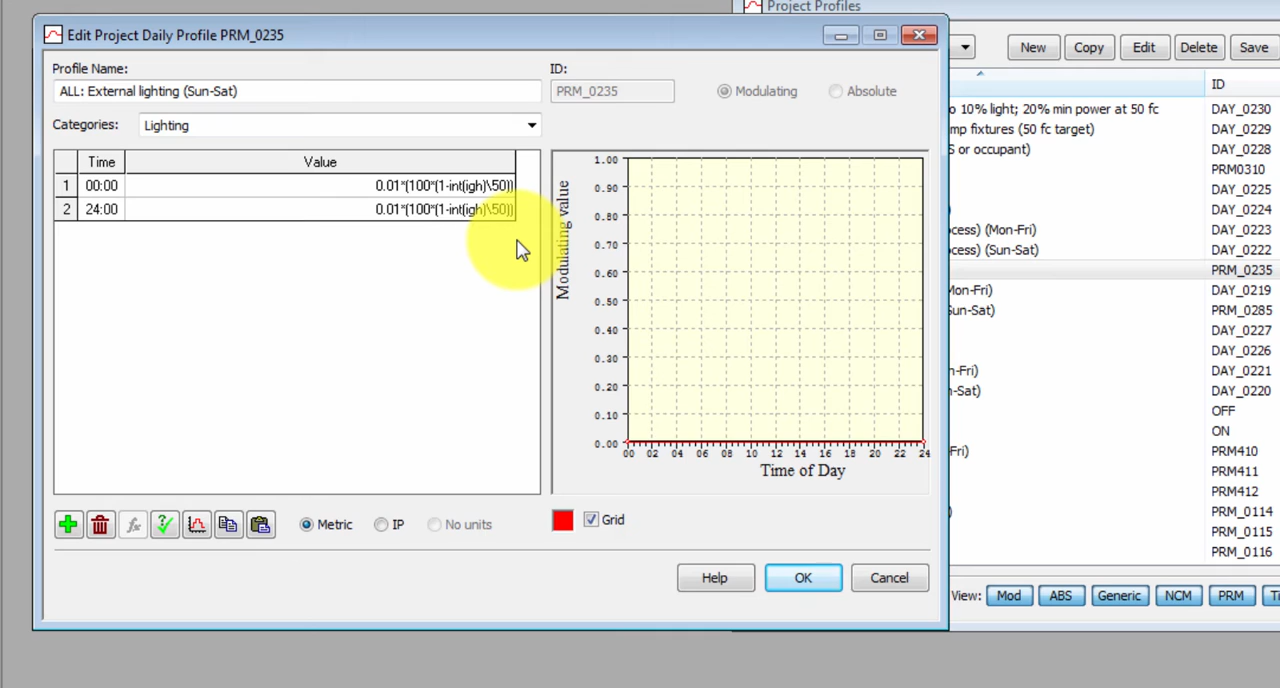 Project Profiles
Edit Project Daily Profile PRM_0235
Profile Name:
ID:
ALL: External lighting (Sun-Sat)
PRM_0235
Modulating
Absolute
Categories:
Lighting
Time
Value
1
00:00
0.01*(100*(1-int(igh)\50))
2
24:00
0.01*(100*(1-int(igh)\50))
Modulating value
1.00
0.90
0.80
0.70
0.60
0.50
0.40
0.30
0.20
0.10
0.00
00 02 04 06 08 10 12 14 16 18 20 22 24
Time of Day
Metric
IP
No units
Grid
Help
OK
Cancel
New
Copy
Edit
Delete
Save
ID
o 10% light; 20% min power at 50 fc DAY_0230
mp fixtures (50 fc target) DAY_0229
S or occupant) DAY_0228
PRM0310
DAY_0225
) DAY_0224
ocess) (Mon-Fri) DAY_0223
ocess) (Sun-Sat) DAY_0222
PRM_0235
Mon-Fri) DAY_0219
Sun-Sat) PRM_0285
DAY_0227
DAY_0226
n-Fri) DAY_0221
n-Sat) DAY_0220
OFF
ON
Fri) PRM410
PRM411
PRM412
) PRM_0114
PRM_0115
PRM_0116
View:
Mod
ABS
Generic
NCM
PRM